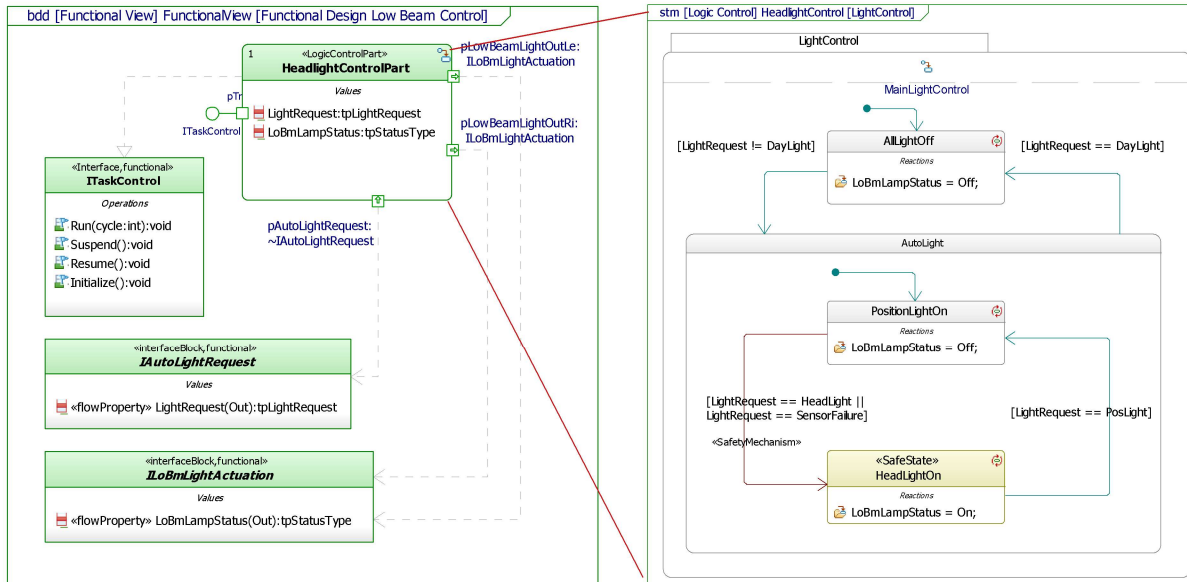 bdd [Functional View] FunctionalView [Functional Design Low Beam Control]
1
«LogicControlPart»
HeadlightControlPart
Values
LightRequest:tpLightRequest
LoBmLampStatus:tpStatusType
pTr
ITaskControl
pLowBeamLightOutLe:
ILoBmLightActuation
pLowBeamLightOutRi:
ILoBmLightActuation
pAutoLightRequest:
~IAutoLightRequest
«Interface,functional»
ITaskControl
Operations
Run(cycle:int):void
Suspend():void
Resume():void
Initialize():void
«interfaceBlock,functional»
IAutoLightRequest
Values
«flowProperty» LightRequest(Out):tpLightRequest
«interfaceBlock,functional»
ILoBmLightActuation
Values
«flowProperty» LoBmLampStatus(Out):tpStatusType
stm [Logic Control] HeadlightControl [LightControl]
LightControl
MainLightControl
AllLightOff
Reactions
LoBmLampStatus = Off;
[LightRequest != DayLight]
[LightRequest == DayLight]
AutoLight
PositionLightOn
Reactions
LoBmLampStatus = Off;
[LightRequest == HeadLight ||
LightRequest == SensorFailure]
«SafetyMechanism»
[LightRequest == PosLight]
«SafeState»
HeadLightOn
Reactions
LoBmLampStatus = On;